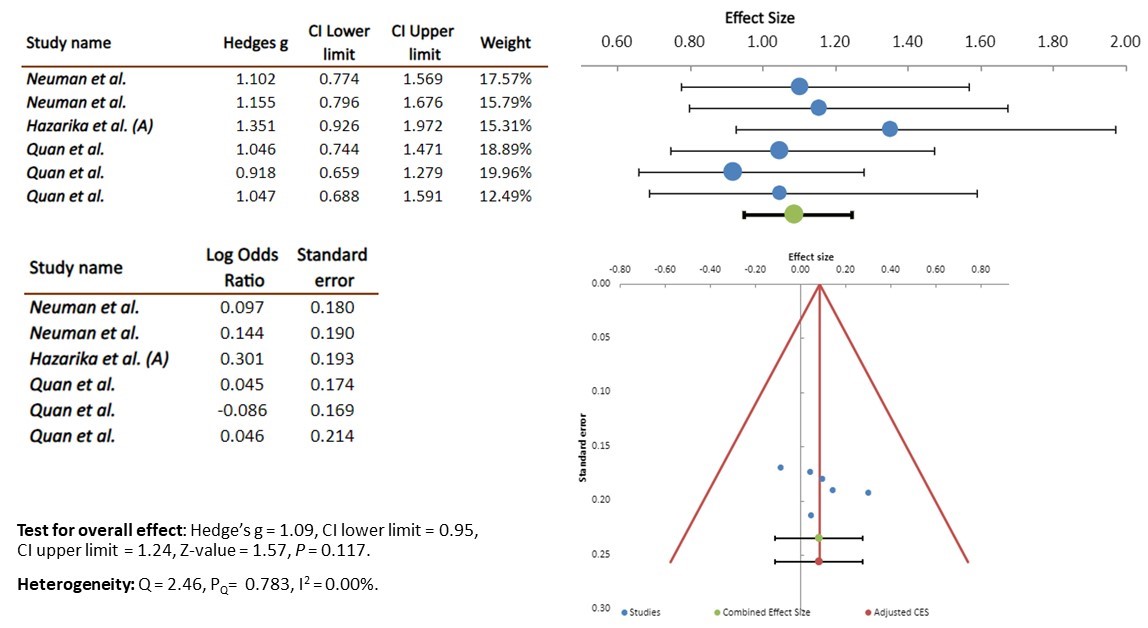 Study name Hedges g CI Lower limit CI Upper limit Weight
Neuman et al. 1.102 0.774 1.569 17.57%
Neuman et al. 1.155 0.796 1.676 15.79%
Hazarika et al. (A) 1.351 0.926 1.972 15.31%
Quan et al. 1.046 0.744 1.471 18.89%
Quan et al. 0.918 0.659 1.279 19.96%
Quan et al. 1.047 0.688 1.591 12.49%
Effect Size
0.60 0.80 1.00 1.20 1.40 1.60 1.80 2.00
Study name Log Odds Ratio Standard error
Neuman et al. 0.097 0.180
Neuman et al. 0.144 0.190
Hazarika et al. (A) 0.301 0.193
Quan et al. 0.045 0.174
Quan et al. -0.086 0.169
Quan et al. 0.046 0.214
Effect size
-0.80 -0.60 -0.40 -0.20 0.00 0.20 0.40 0.60 0.80
0.00
0.05
0.10
0.15
0.20
0.25
0.30
Standard error
Studies Combined Effect Size Adjusted CES
Test for overall effect: Hedge’s g = 1.09, CI lower limit = 0.95,
CI upper limit = 1.24, Z-value = 1.57, P = 0.117.
Heterogeneity: Q = 2.46, PQ= 0.783, I² = 0.00%.